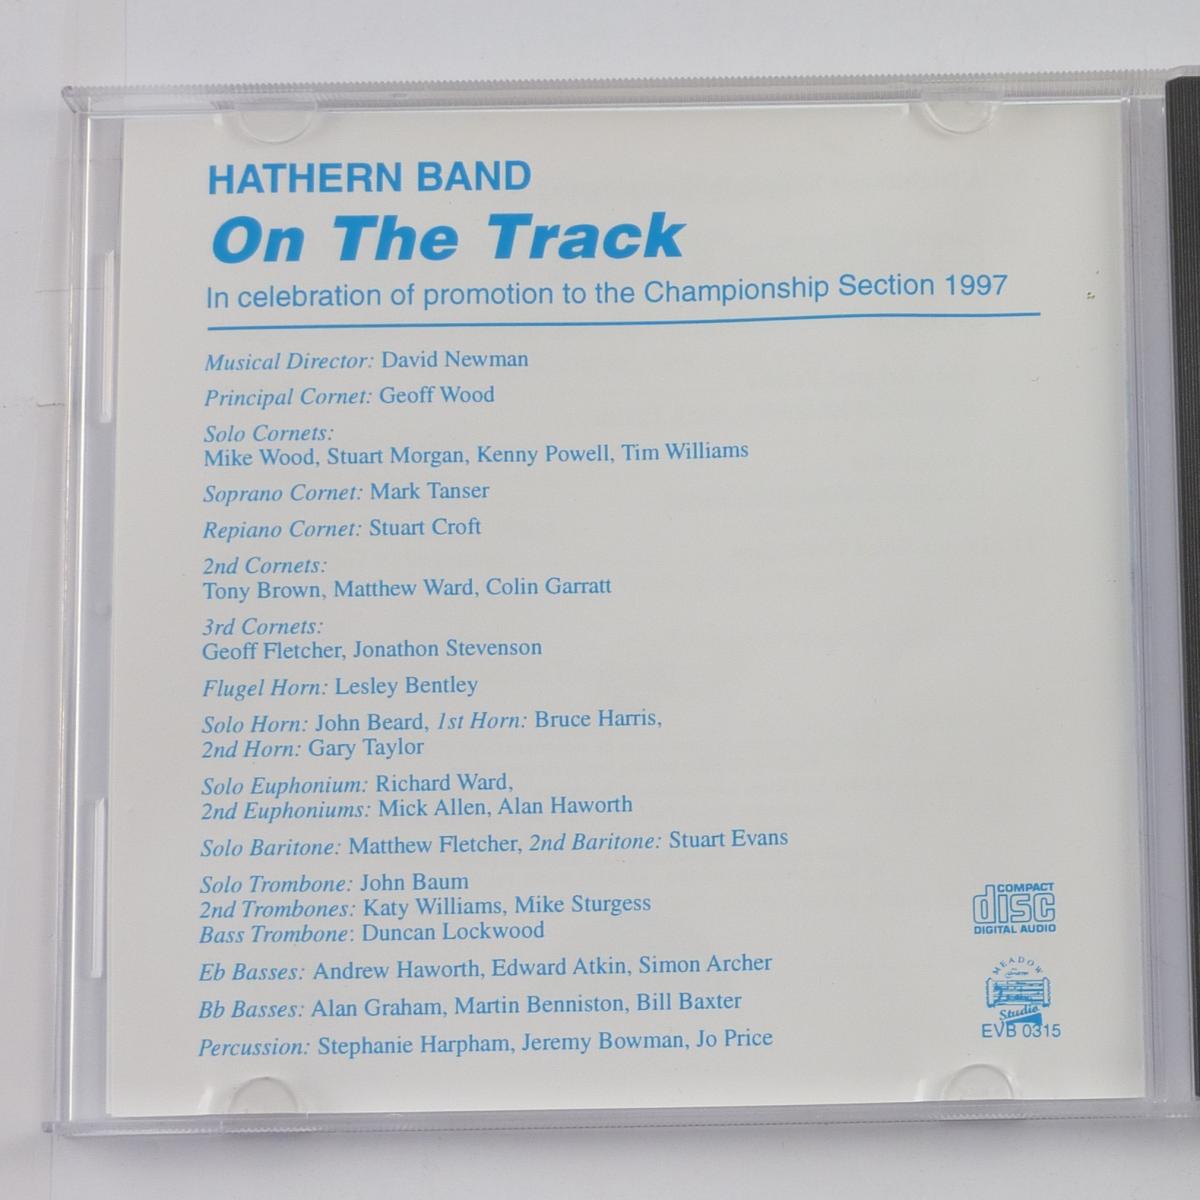 HATHERN BAND
On The Track
In celebration of promotion to the Championship Section 1997
Musical Director: David Newman
Principal Cornet: Geoff Wood
Solo Cornets:
Mike Wood, Stuart Morgan, Kenny Powell, Tim Williams
Soprano Cornet: Mark Tanser
Repiano Cornet: Stuart Croft
2nd Cornets:
Tony Brown, Matthew Ward, Colin Garratt
3rd Cornets:
Geoff Fletcher, Jonathon Stevenson
Flugel Horn: Lesley Bentley
Solo Horn: John Beard, 1st Horn: Bruce Harris,
2nd Horn: Gary Taylor
Solo Euphonium: Richard Ward,
2nd Euphoniums: Mick Allen, Alan Haworth
Solo Baritone: Matthew Fletcher, 2nd Baritone: Stuart Evans
Solo Trombone: John Baum
2nd Trombones: Katy Williams, Mike Sturgess
Bass Trombone: Duncan Lockwood
Eb Basses: Andrew Haworth, Edward Atkin, Simon Archer
Bb Basses: Alan Graham, Martin Benniston, Bill Baxter
Percussion: Stephanie Harpham, Jeremy Bowman, Jo Price
COMPACT
disc
DIGITAL AUDIO
MEADOW
Studio
EVB 0315